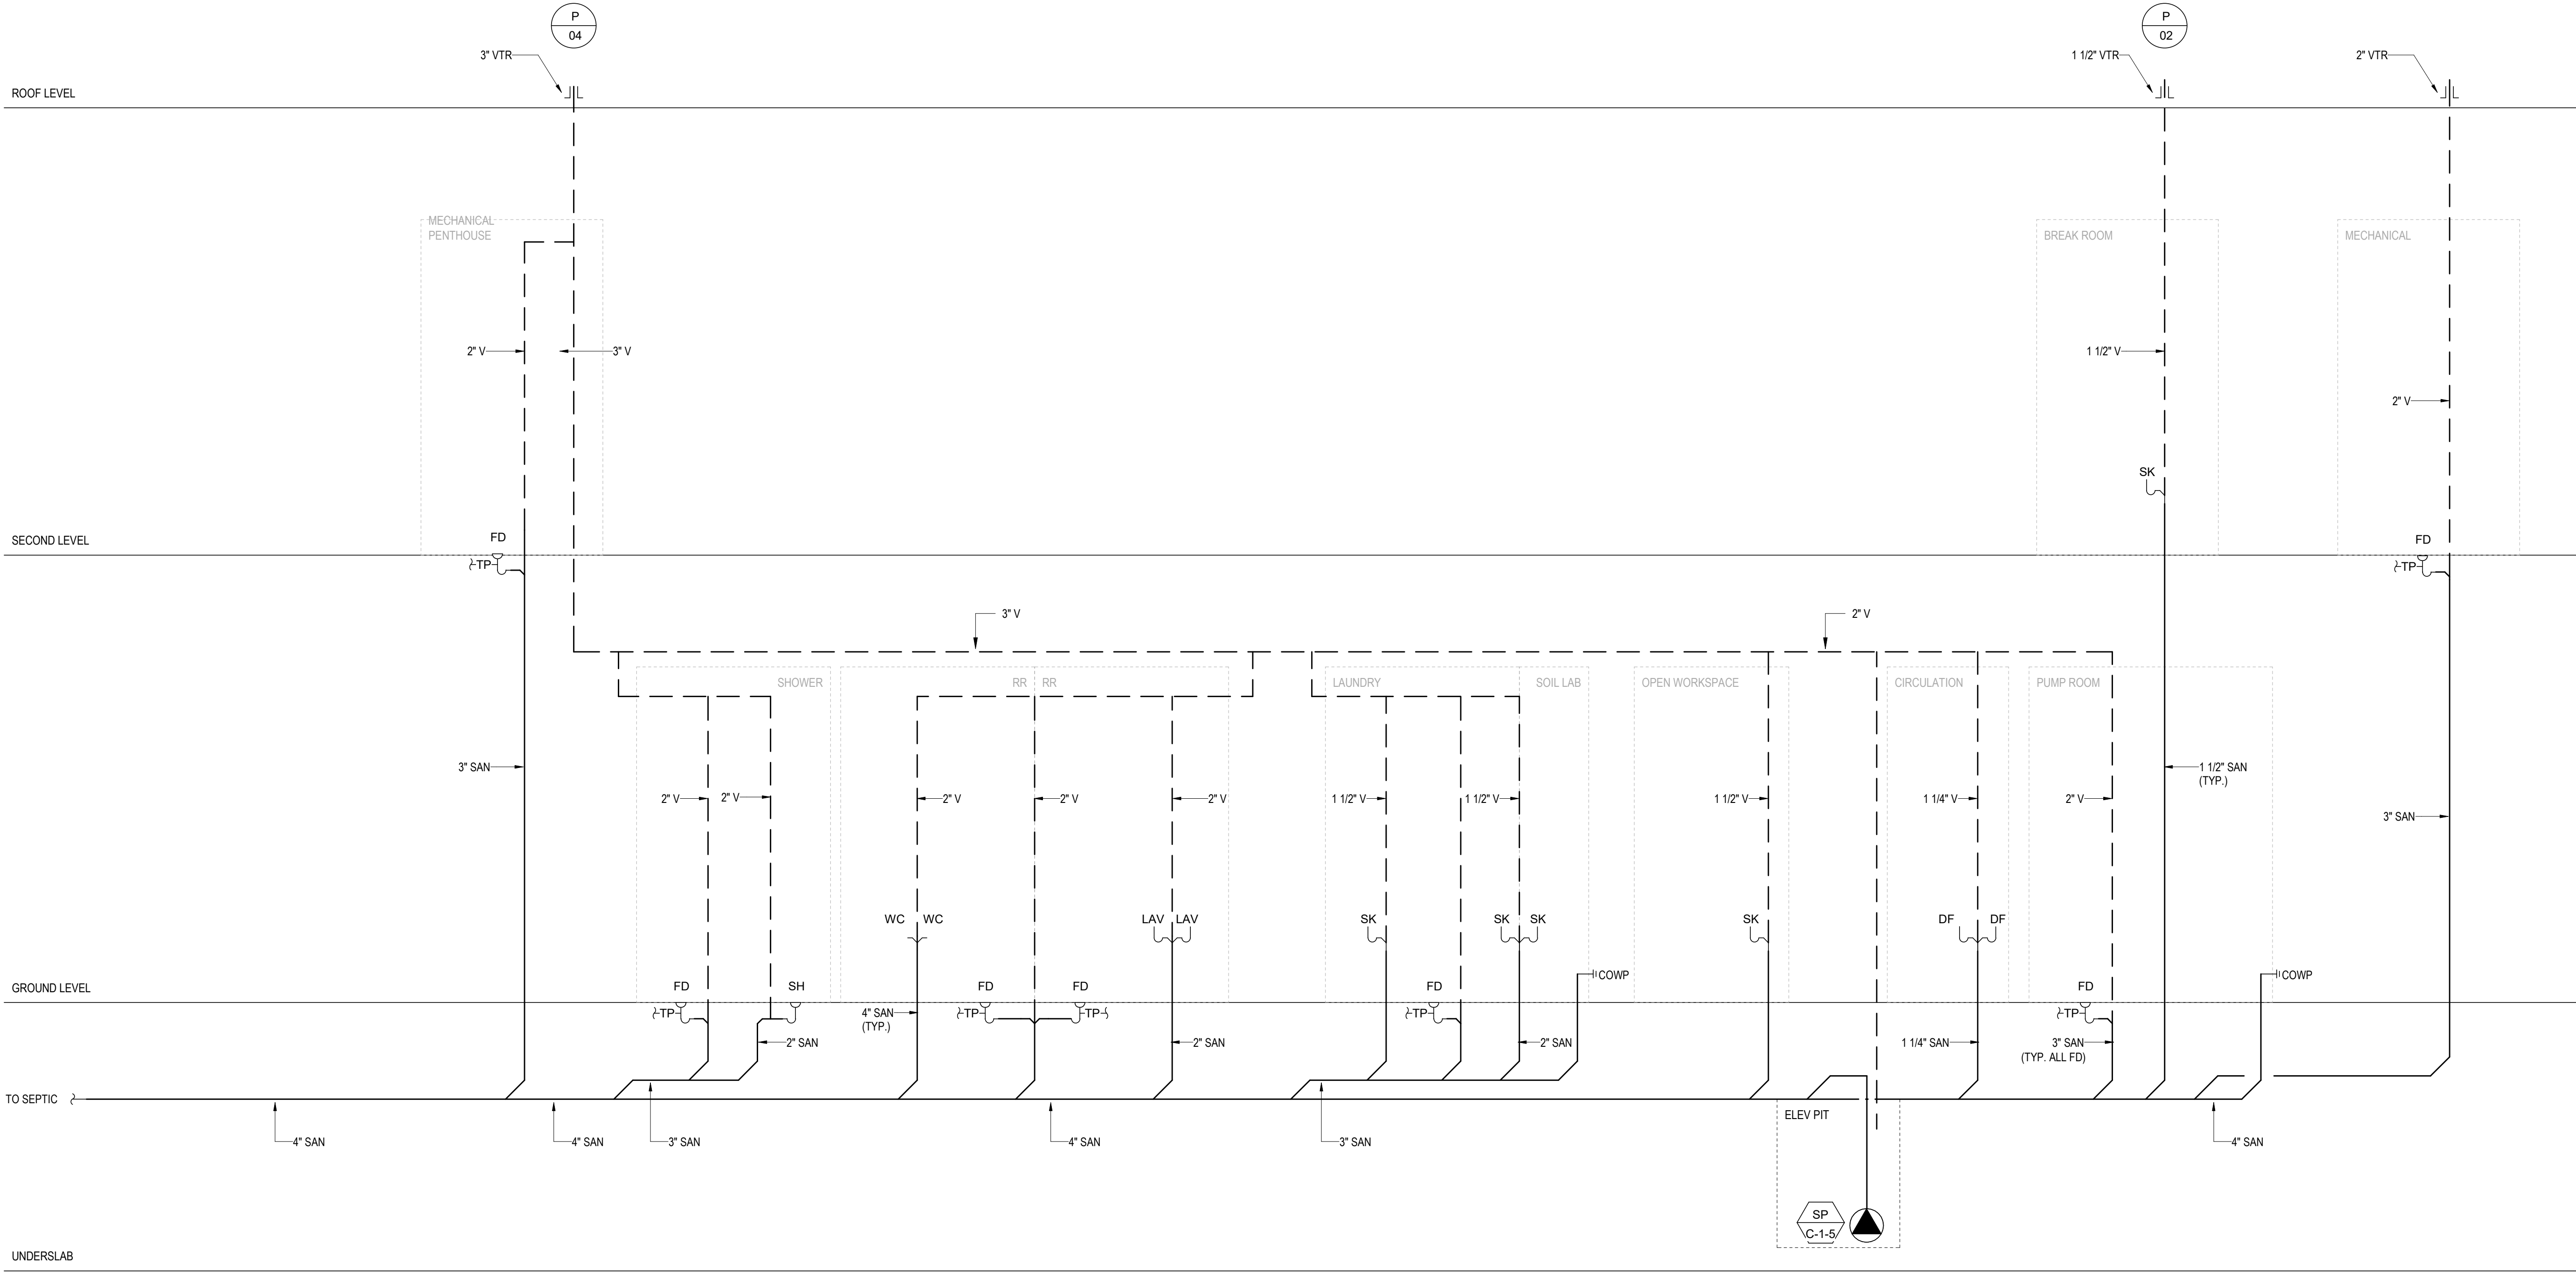 P
04
P
02
3" VTR
1 1/2" VTR
2" VTR
ROOF LEVEL
MECHANICAL
PENTHOUSE
BREAK ROOM
MECHANICAL
2" V
3" V
1 1/2" V
2" V
SK
SECOND LEVEL
FD
TP
FD
TP
3" V
2" V
SHOWER
RR
RR
LAUNDRY
SOIL LAB
OPEN WORKSPACE
CIRCULATION
PUMP ROOM
3" SAN
1 1/2" SAN
(TYP.)
2" V
2" V
2" V
2" V
2" V
1 1/2" V
1 1/2" V
1 1/2" V
1 1/4" V
2" V
3" SAN
WC
WC
LAV
LAV
SK
SK
SK
SK
DF
DF
COWP
COWP
GROUND LEVEL
FD
SH
FD
FD
FD
FD
TP
4" SAN
(TYP.)
TP
TP
TP
TP
2" SAN
2" SAN
2" SAN
1 1/4" SAN
3" SAN
(TYP. ALL FD)
TO SEPTIC
ELEV PIT
4" SAN
4" SAN
3" SAN
4" SAN
3" SAN
4" SAN
SP
C-1-5
UNDERSLAB